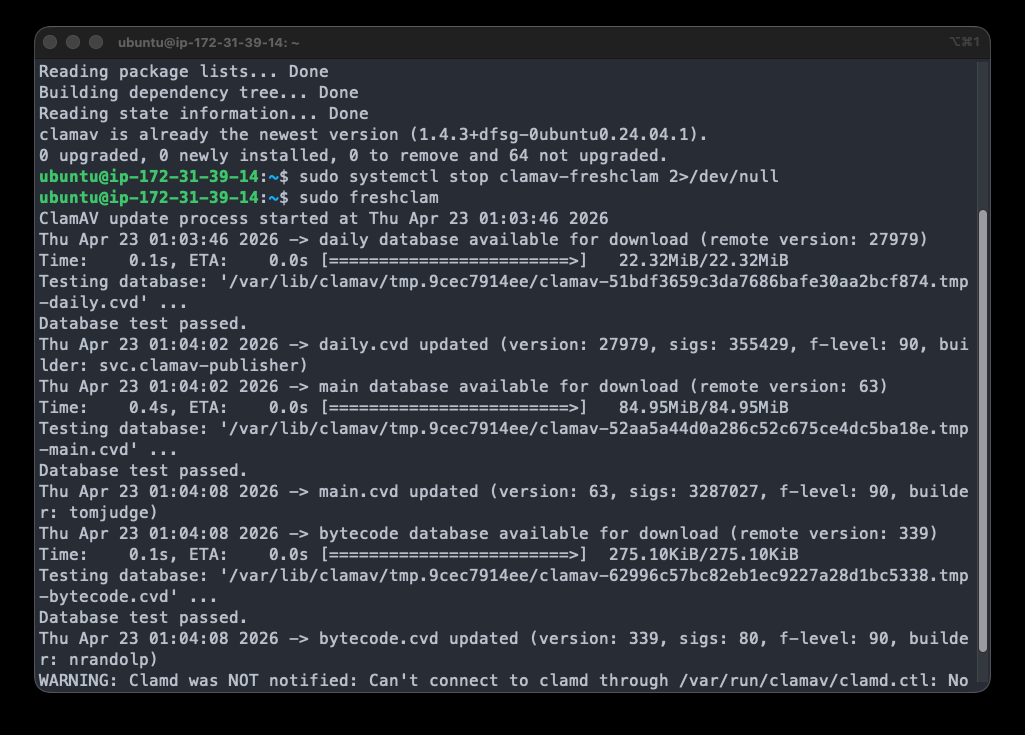 ubuntu@ip-172-31-39-14: ~
⌥⌘1
Reading package lists... Done
Building dependency tree... Done
Reading state information... Done
clamav is already the newest version (1.4.3+dfsg-0ubuntu0.24.04.1).
0 upgraded, 0 newly installed, 0 to remove and 64 not upgraded.
ubuntu@ip-172-31-39-14:~$ sudo systemctl stop clamav-freshclam 2>/dev/null
ubuntu@ip-172-31-39-14:~$ sudo freshclam
ClamAV update process started at Thu Apr 23 01:03:46 2026
Thu Apr 23 01:03:46 2026 -> daily database available for download (remote version: 27979)
Time:    0.1s, ETA:    0.0s [========================>]   22.32MiB/22.32MiB
Testing database: '/var/lib/clamav/tmp.9cec7914ee/clamav-51bdf3659c3da7686bafe30aa2bcf874.tmp
-daily.cvd' ...
Database test passed.
Thu Apr 23 01:04:02 2026 -> daily.cvd updated (version: 27979, sigs: 355429, f-level: 90, bui
lder: svc.clamav-publisher)
Thu Apr 23 01:04:02 2026 -> main database available for download (remote version: 63)
Time:    0.4s, ETA:    0.0s [========================>]   84.95MiB/84.95MiB
Testing database: '/var/lib/clamav/tmp.9cec7914ee/clamav-52aa5a44d0a286c52c675ce4dc5ba18e.tmp
-main.cvd' ...
Database test passed.
Thu Apr 23 01:04:08 2026 -> main.cvd updated (version: 63, sigs: 3287027, f-level: 90, builde
r: tomjudge)
Thu Apr 23 01:04:08 2026 -> bytecode database available for download (remote version: 339)
Time:    0.1s, ETA:    0.0s [========================>]  275.10KiB/275.10KiB
Testing database: '/var/lib/clamav/tmp.9cec7914ee/clamav-62996c57bc82eb1ec9227a28d1bc5338.tmp
-bytecode.cvd' ...
Database test passed.
Thu Apr 23 01:04:08 2026 -> bytecode.cvd updated (version: 339, sigs: 80, f-level: 90, builde
r: nrandolp)
WARNING: Clamd was NOT notified: Can't connect to clamd through /var/run/clamav/clamd.ctl: No